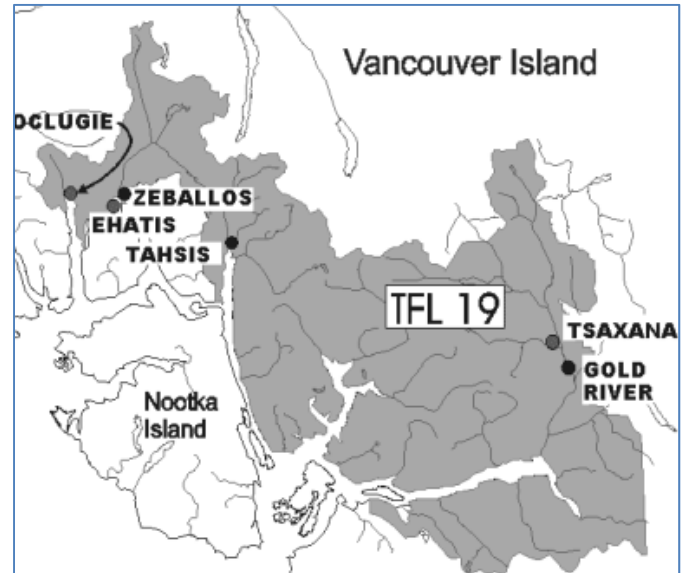 Vancouver Island
OCLUGIE
ZEBALLOS
EHATIS
TAHSIS
TFL 19
TSAXANA
GOLD
RIVER
Nootka
Island